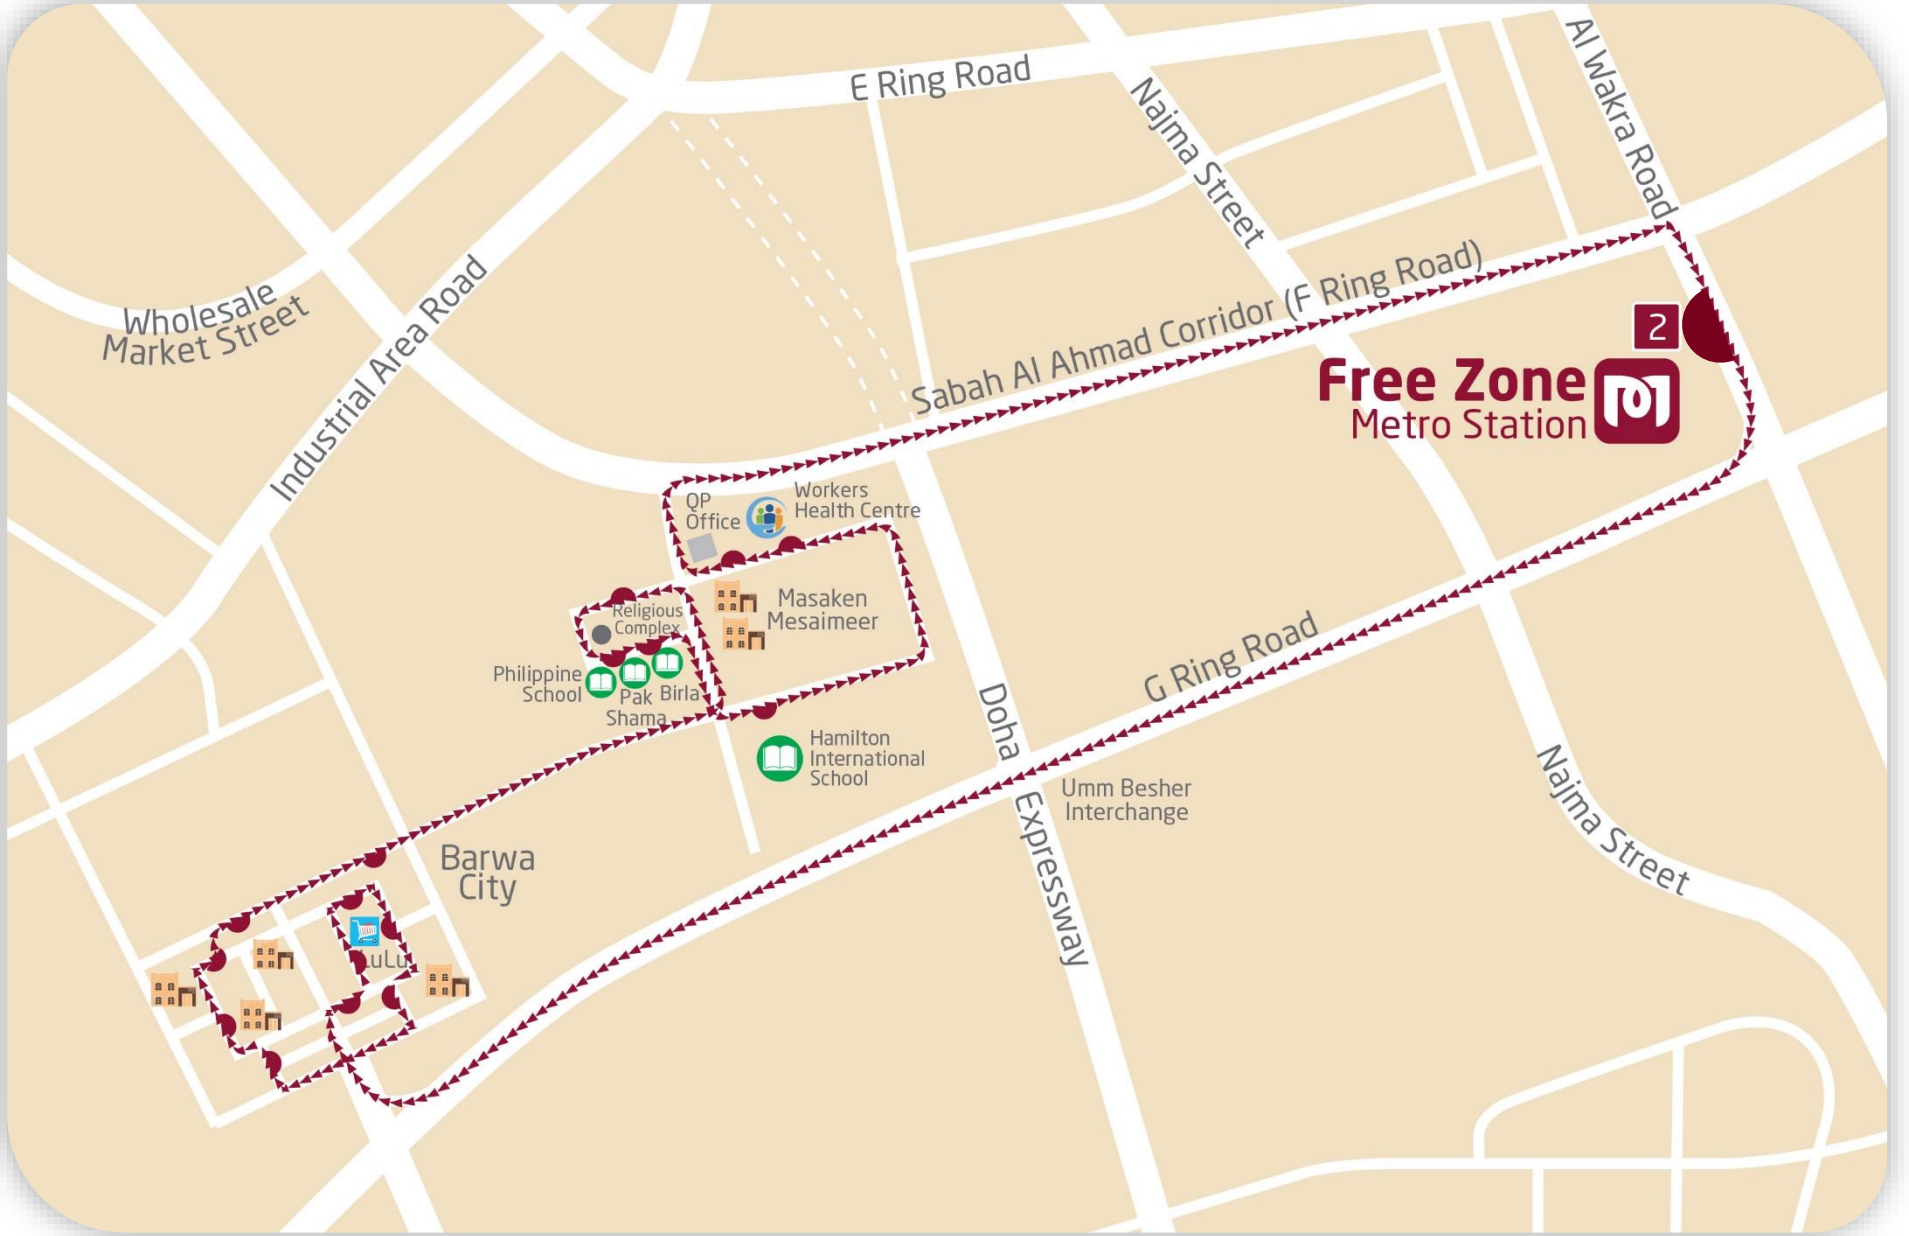 E Ring Road
Al Wakra Road
Najma Street
Wholesale
Market Street
Industrial Area Road
Sabah Al Ahmad Corridor (F Ring Road)
2
Free Zone
Metro Station
QP
Office
Workers
Health Centre
Religious
Complex
Masaken
Mesaimeer
Philippine
School
Pak
Shama
Birla
Hamilton
International
School
Doha Expressway
G Ring Road
Umm Besher
Interchange
Najma Street
Barwa
City
LuLu